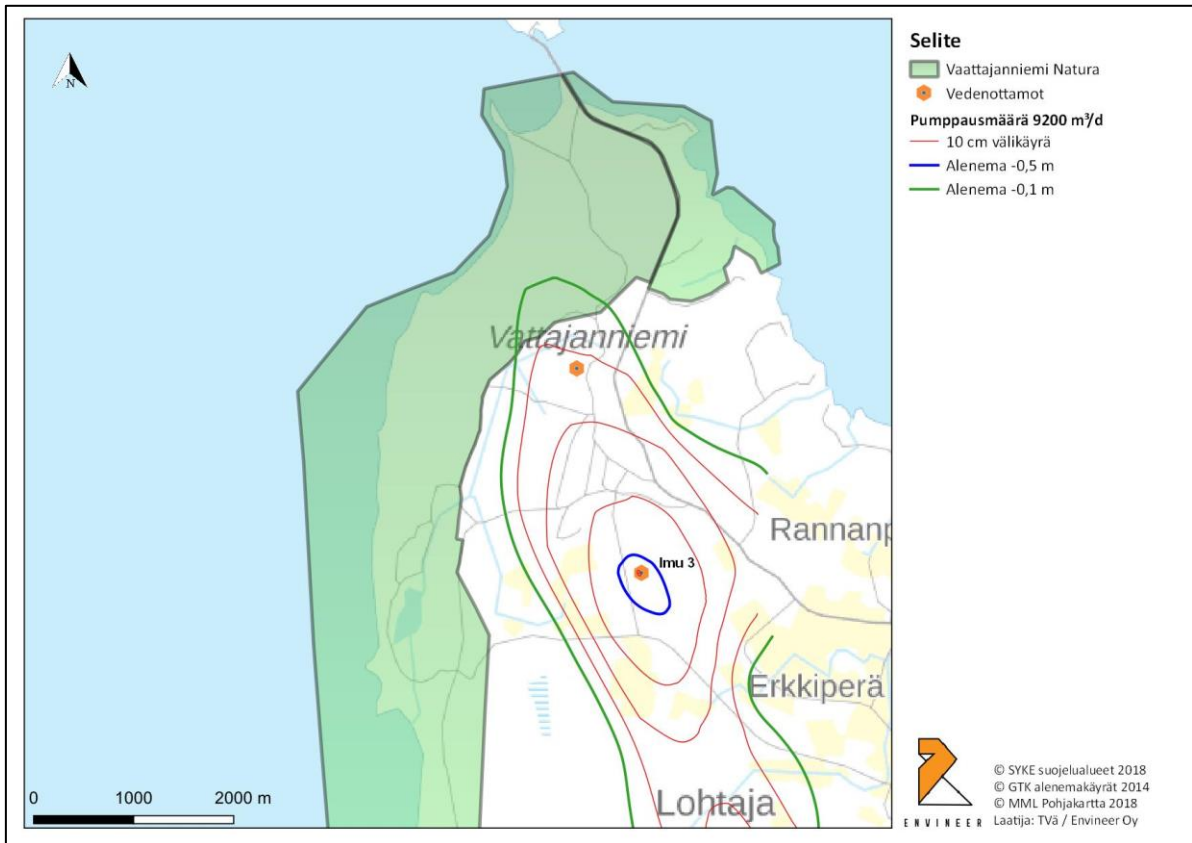 N
Vattajanniemi
Imu 3
Rannanp
Erkkiperä
Lohtaja
0 1000 2000 m
Selite
Vaattajanniemi Natura
Vedenottamot
Pumppausmäärä 9200 m³/d
10 cm välikäyrä
Alenema -0,5 m
Alenema -0,1 m
ENVINEER
© SYKE suojelualueet 2018
© GTK alenemakäyrät 2014
© MML Pohjakartta 2018
Laatija: TVä / Envineer Oy